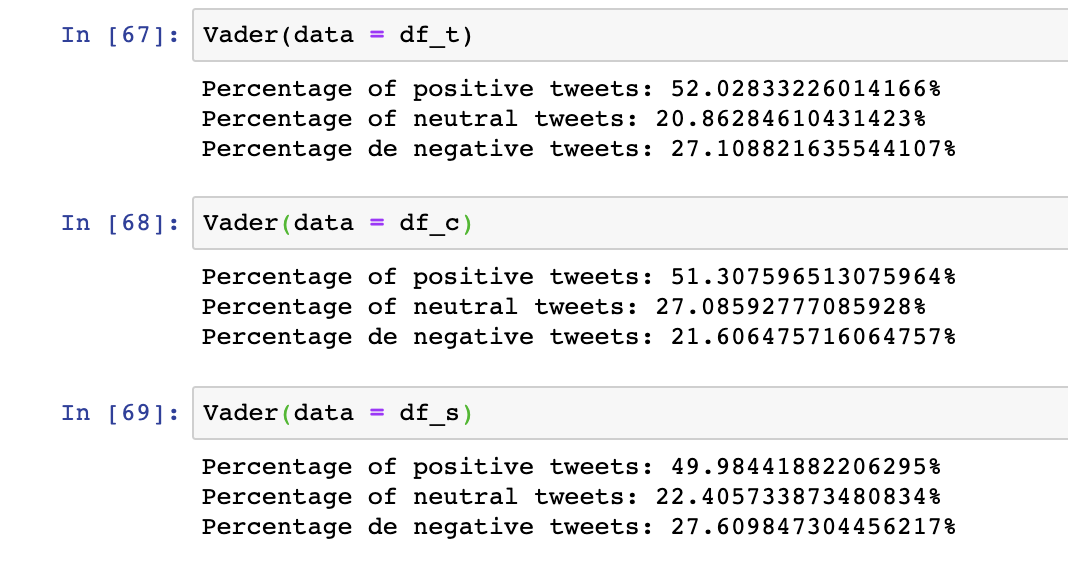 In [67]: Vader(data = df_t)
Percentage of positive tweets: 52.02833226014166%
Percentage of neutral tweets: 20.86284610431423%
Percentage de negative tweets: 27.108821635544107%
In [68]: Vader(data = df_c)
Percentage of positive tweets: 51.307596513075964%
Percentage of neutral tweets: 27.08592777085928%
Percentage de negative tweets: 21.606475716064757%
In [69]: Vader(data = df_s)
Percentage of positive tweets: 49.98441882206295%
Percentage of neutral tweets: 22.405733873480834%
Percentage de negative tweets: 27.609847304456217%